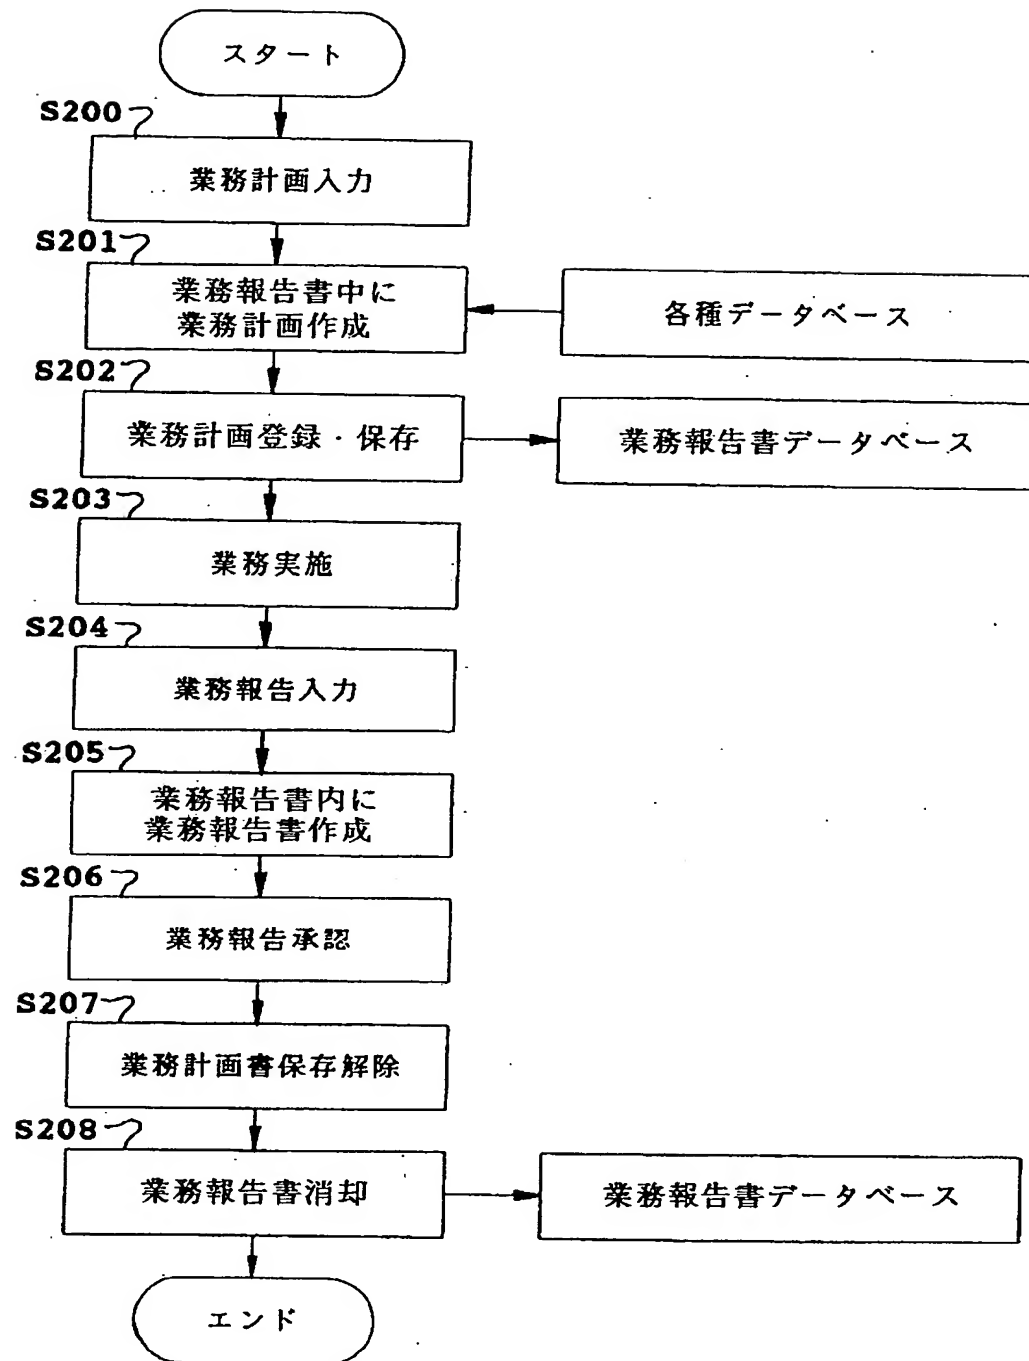 スタート
S200
業務計画入力
S201
業務報告書中に
業務計画作成
各種データベース
S202
業務計画登録・保存
業務報告書データベース
S203
業務実施
S204
業務報告入力
S205
業務報告書内に
業務報告書作成
S206
業務報告承認
S207
業務計画書保存解除
S208
業務報告書消却
業務報告書データベース
エンド